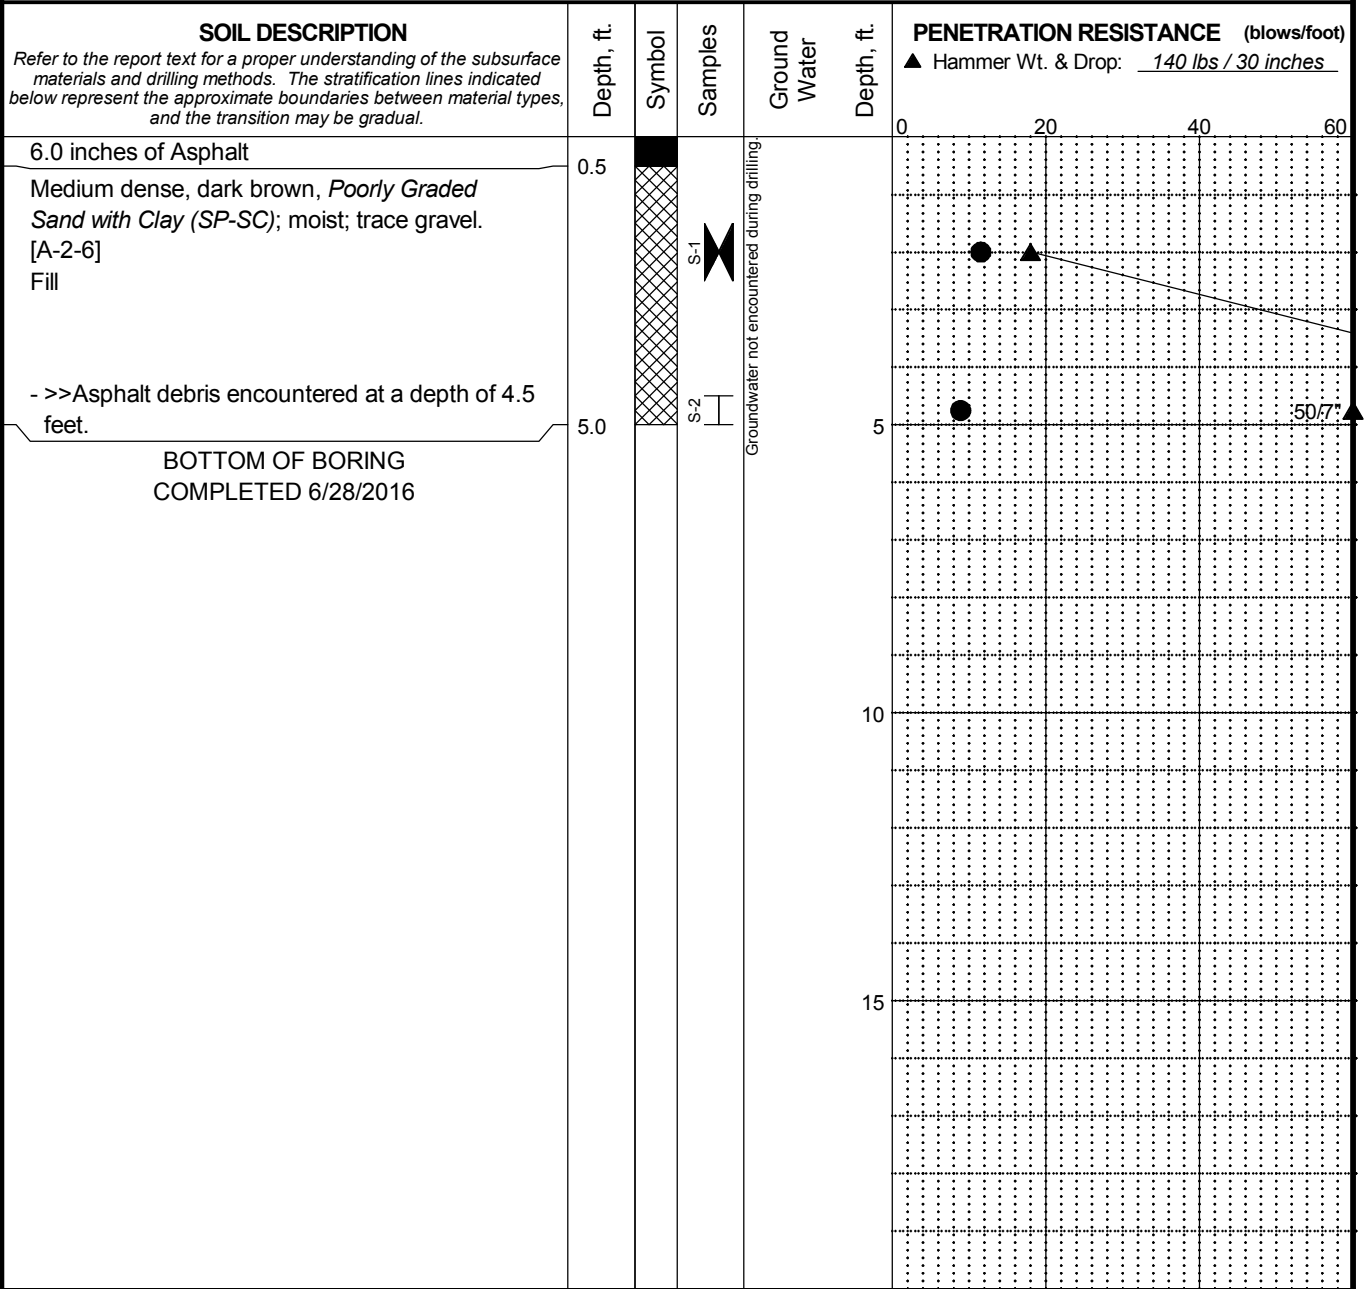 SOIL DESCRIPTION
Refer to the report text for a proper understanding of the subsurface
materials and drilling methods. The stratification lines indicated
below represent the approximate boundaries between material types,
and the transition may be gradual.
Depth, ft.
Symbol
Samples
Ground
Water
Depth, ft.
PENETRATION RESISTANCE (blows/foot)
▲ Hammer Wt. & Drop: 140 lbs / 30 inches
0 20 40 60
6.0 inches of Asphalt
0.5
Medium dense, dark brown, Poorly Graded
Sand with Clay (SP-SC); moist; trace gravel.
[A-2-6]
Fill
S-1
Groundwater not encountered during drilling.
- >>Asphalt debris encountered at a depth of 4.5
feet.
5.0
S-2
5
50/7"
BOTTOM OF BORING
COMPLETED 6/28/2016
10
15